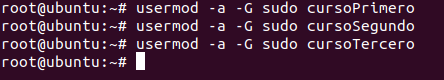 root@ubuntu:~# usermod -a -G sudo cursoPrimero
root@ubuntu:~# usermod -a -G sudo cursoSegundo
root@ubuntu:~# usermod -a -G sudo cursoTercero
root@ubuntu:~#